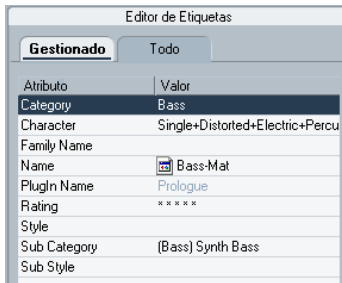 Editor de Etiquetas
Gestionado Todo
Atributo Valor
Category Bass
Character Single+Distorted+Electric+Percu
Family Name
Name Bass-Mat
PlugIn Name Prologue
Rating * * * * *
Style
Sub Category (Bass) Synth Bass
Sub Style